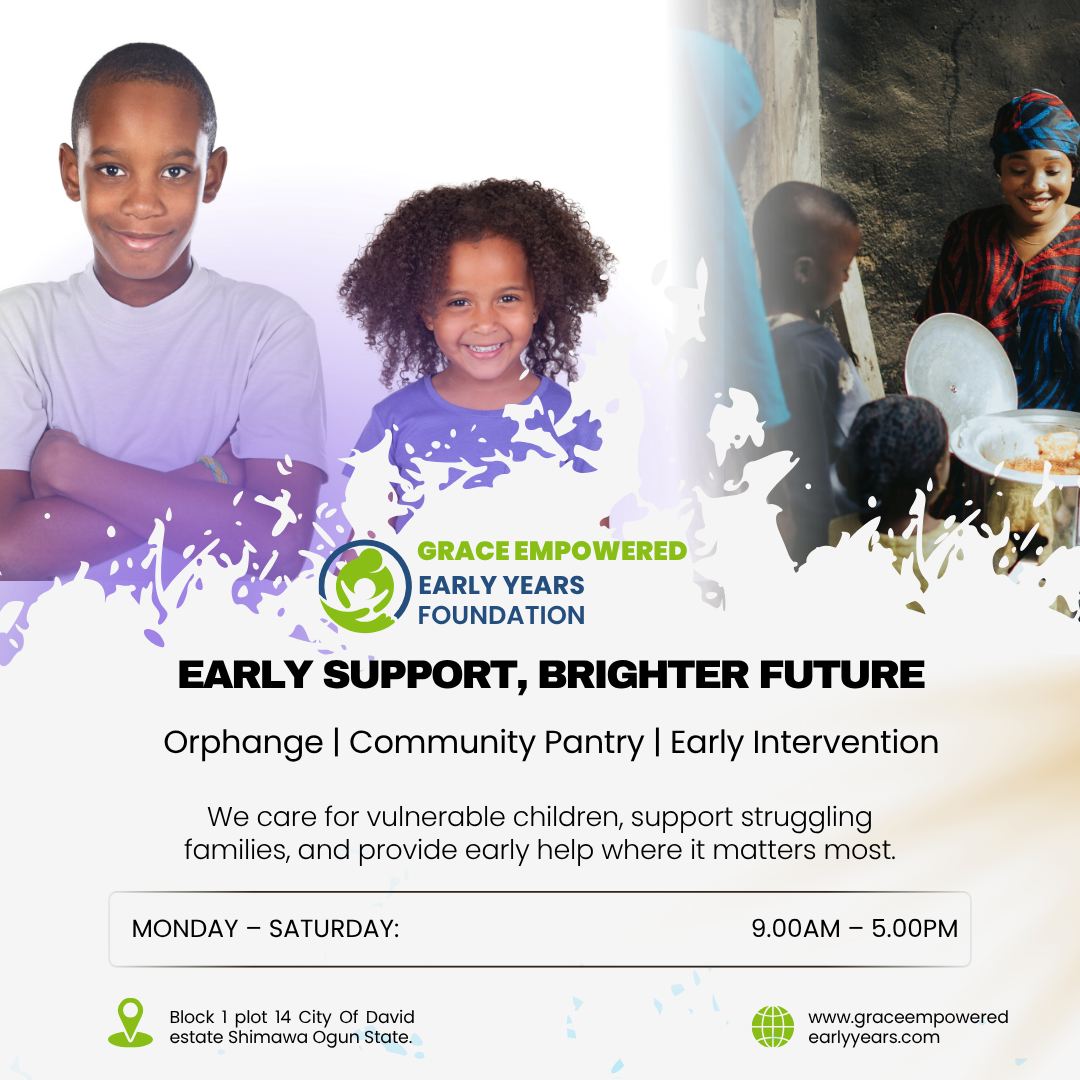 GRACE EMPOWERED
EARLY YEARS
FOUNDATION
EARLY SUPPORT, BRIGHTER FUTURE
Orphange | Community Pantry | Early Intervention
We care for vulnerable children, support struggling
families, and provide early help where it matters most.
MONDAY – SATURDAY: 9.00AM – 5.00PM
Block 1 plot 14 City Of David
estate Shimawa Ogun State.
www.graceempowered
earlyyears.com